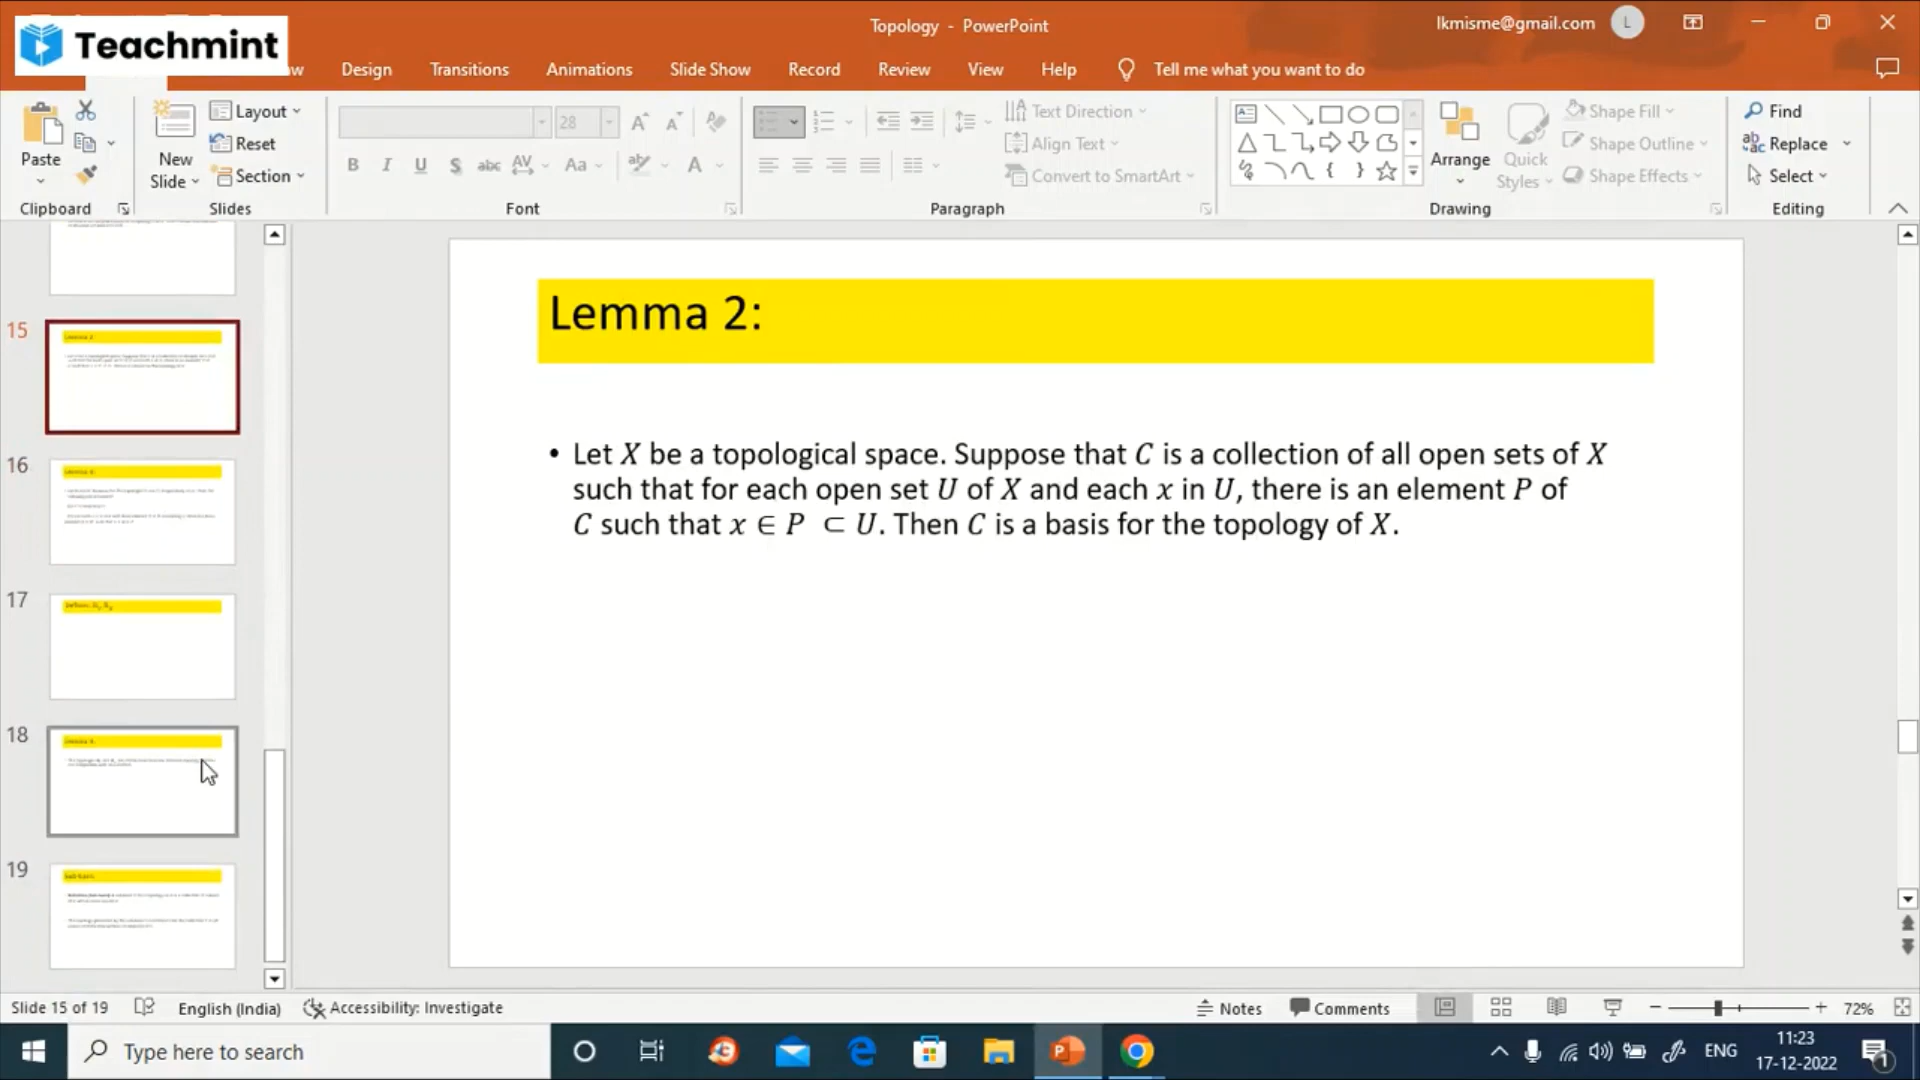 Teachmint
Topology - PowerPoint
lkmisme@gmail.com
L
Design
Transitions
Animations
Slide Show
Record
Review
View
Help
Tell me what you want to do
Paste
Clipboard
New
Slide
Layout
Reset
Section
Slides
28
Font
Text Direction
Align Text
Convert to SmartArt
Paragraph
Arrange
Quick
Styles
Shape Fill
Shape Outline
Shape Effects
Drawing
Find
Replace
Select
Editing
15
16
17
18
19
Lemma 2:
• Let X be a topological space. Suppose that C is a collection of all open sets of X
such that for each open set U of X and each x in U, there is an element P of
C such that x ∈ P ⊂ U. Then C is a basis for the topology of X.
Slide 15 of 19
English (India)
Accessibility: Investigate
Notes
Comments
72%
Type here to search
ENG
11:23
17-12-2022
1